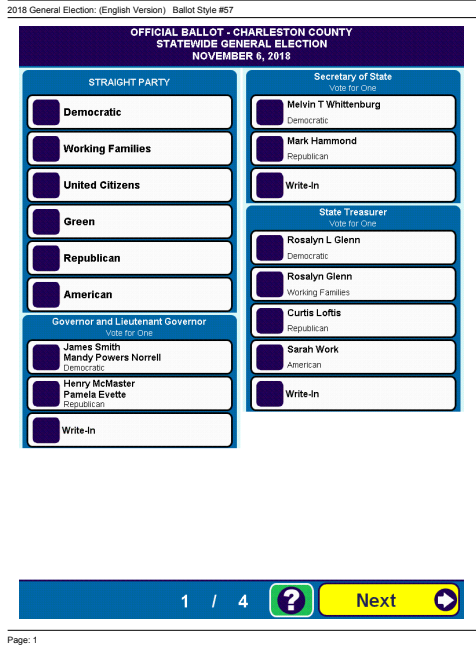 2018 General Election: (English Version)   Ballot Style #57
OFFICIAL BALLOT - CHARLESTON COUNTY
STATEWIDE GENERAL ELECTION
NOVEMBER 6, 2018
STRAIGHT PARTY
Democratic
Working Families
United Citizens
Green
Republican
American
Governor and Lieutenant Governor
Vote for One
James Smith
Mandy Powers Norrell
Democratic
Henry McMaster
Pamela Evette
Republican
Write-In
Secretary of State
Vote for One
Melvin T Whittenburg
Democratic
Mark Hammond
Republican
Write-In
State Treasurer
Vote for One
Rosalyn L Glenn
Democratic
Rosalyn Glenn
Working Families
Curtis Loftis
Republican
Sarah Work
American
Write-In
1 / 4 ? Next
Page: 1